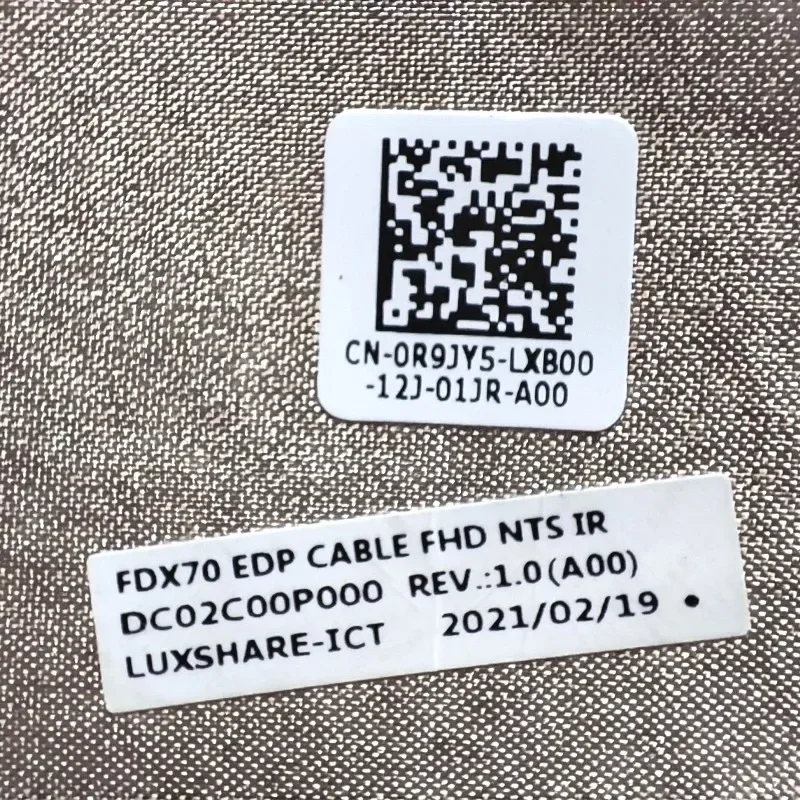 CN-0R9JY5-LXB00
-12J-01JR-A00
FDX70 EDP CABLE FHD NTS IR
DC02C00P000 REV.:1.0(A00)
LUXSHARE-ICT 2021/02/19